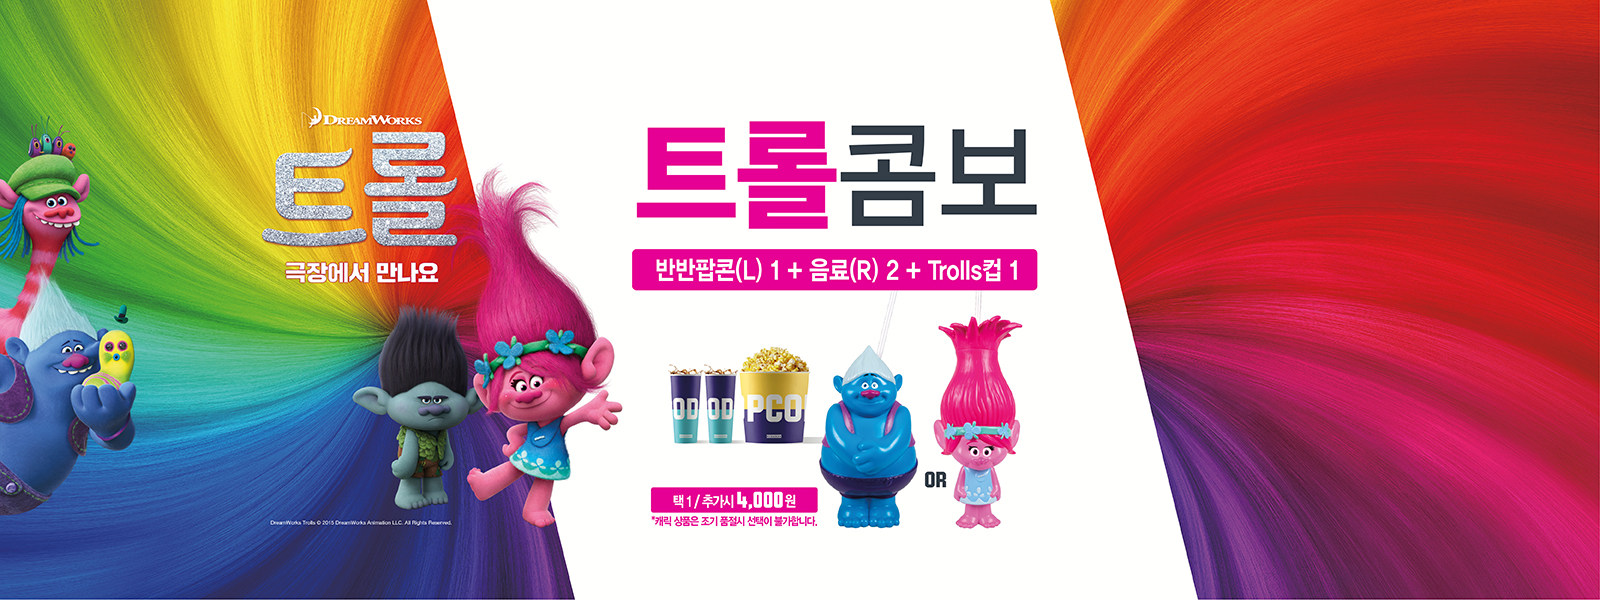 DREAMWORKS
트롤
극장에서 만나요
DreamWorks Trolls © 2015 DreamWorks Animation LLC. All Rights Reserved.
트롤콤보
반반팝콘(L) 1 + 음료(R) 2 + Trolls컵 1
OD
OD
PCO
OR
택 1 / 추가시 4,000원
*캐릭 상품은 조기 품절시 선택이 불가합니다.